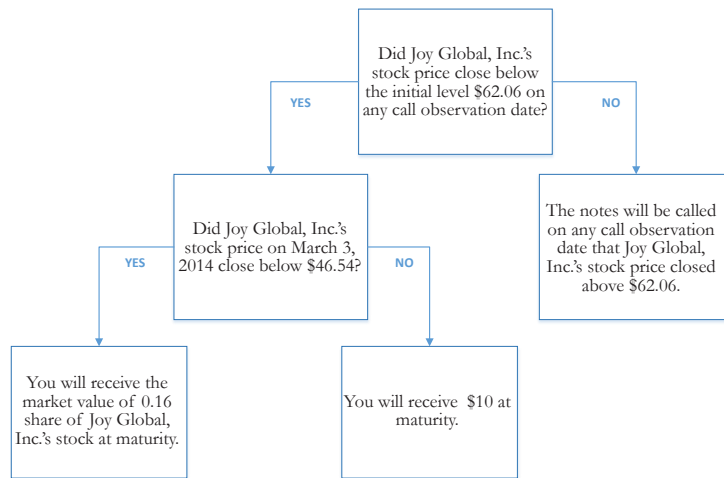 Did Joy Global, Inc.'s
stock price close below
the initial level $62.06 on
any call observation date?
YES
NO
Did Joy Global, Inc.'s
stock price on March 3,
2014 close below $46.54?
The notes will be called
on any call observation
date that Joy Global,
Inc.'s stock price closed
above $62.06.
YES
NO
You will receive the
market value of 0.16
share of Joy Global,
Inc.'s stock at maturity.
You will receive  $10 at
maturity.